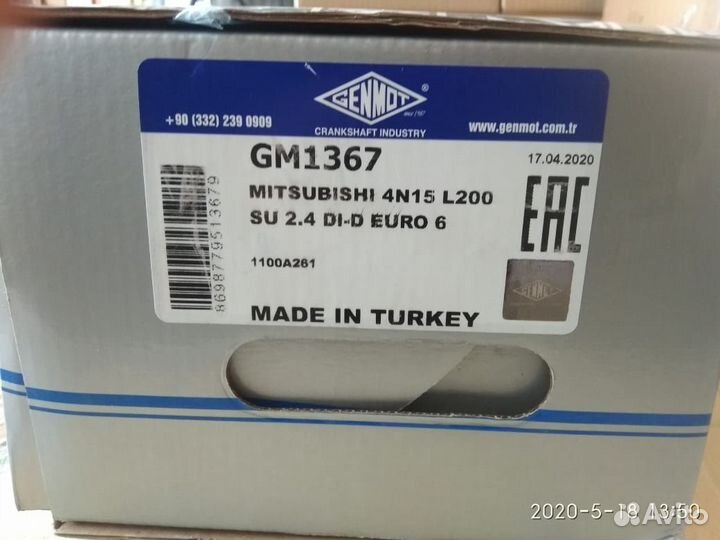 GENMOT
®
+90 (332) 239 0909
CRANKSHAFT INDUSTRY
www.genmot.com.tr
GM1367
17.04.2020
MITSUBISHI 4N15 L200
SU 2.4 DI-D EURO 6
EAC
1100A261
8698779513679
MADE IN TURKEY
2020-5-18 13:50
Avito